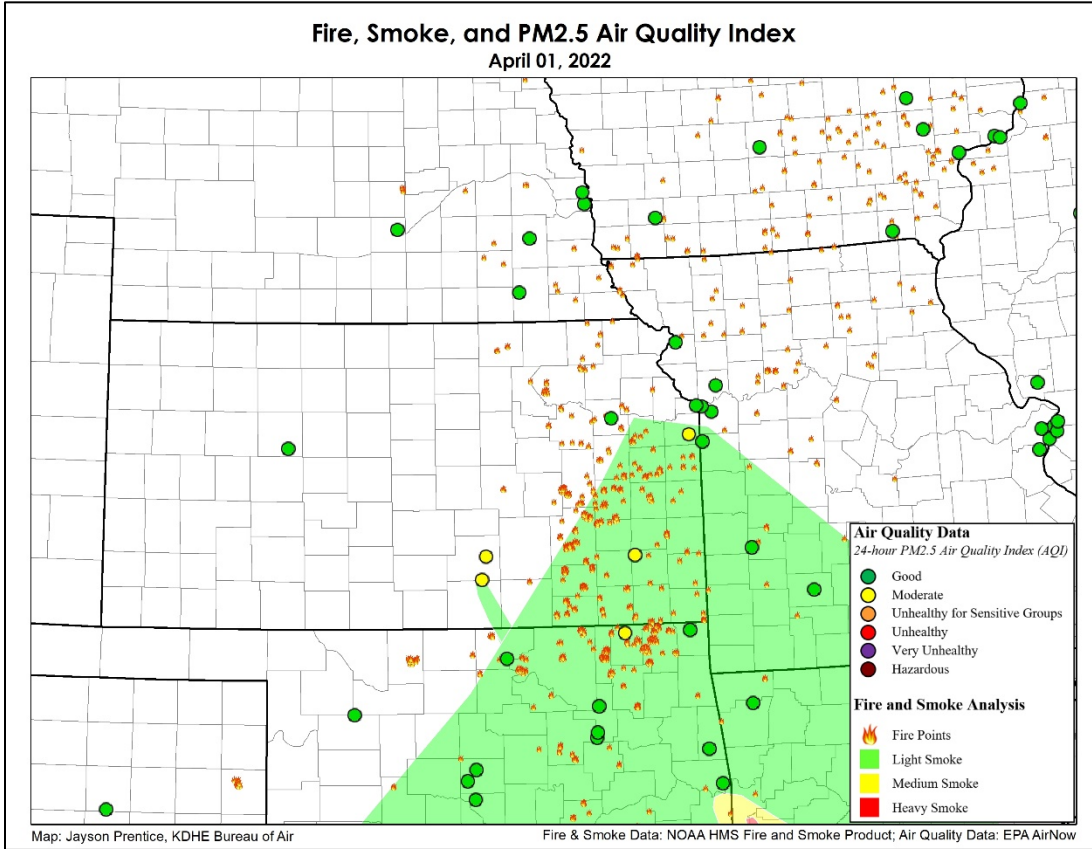 Fire, Smoke, and PM2.5 Air Quality Index
April 01, 2022
Air Quality Data
24-hour PM2.5 Air Quality Index (AQI)
Good
Moderate
Unhealthy for Sensitive Groups
Unhealthy
Very Unhealthy
Hazardous
Fire and Smoke Analysis
Fire Points
Light Smoke
Medium Smoke
Heavy Smoke
Map: Jayson Prentice, KDHE Bureau of Air
Fire & Smoke Data: NOAA HMS Fire and Smoke Product; Air Quality Data: EPA AirNow